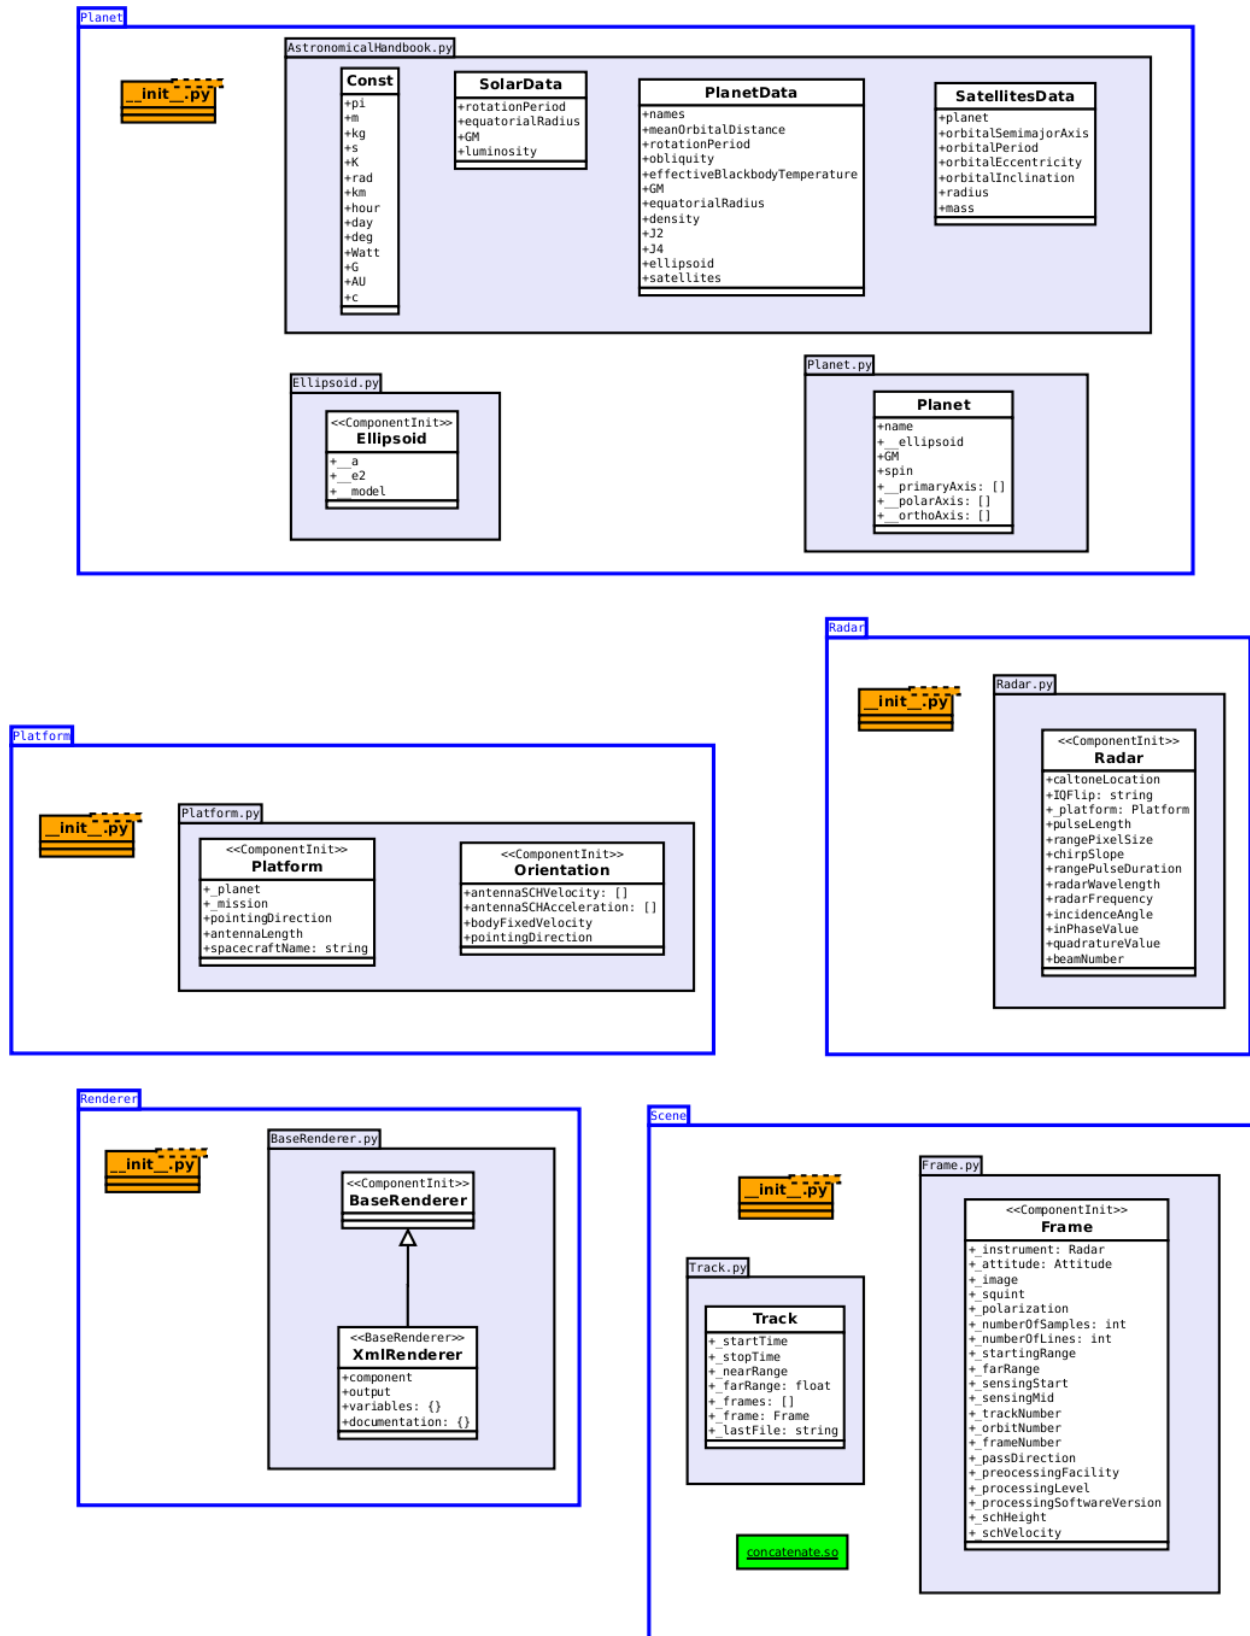 Planet
__init__.py
AstronomicalHandbook.py
Const
+pi
+m
+kg
+s
+K
+rad
+km
+hour
+day
+deg
+Watt
+G
+AU
+c
SolarData
+rotationPeriod
+equatorialRadius
+GM
+luminosity
PlanetData
+names
+meanOrbitalDistance
+rotationPeriod
+obliquity
+effectiveBlackbodyTemperature
+GM
+equatorialRadius
+density
+J2
+J4
+ellipsoid
+satellites
SatellitesData
+planet
+orbitalSemimajorAxis
+orbitalPeriod
+orbitalEccentricity
+orbitalInclination
+radius
+mass
Ellipsoid.py
<<ComponentInit>>
Ellipsoid
+__a
+__e2
+__model
Planet.py
Planet
+name
+__ellipsoid
+GM
+spin
+__primaryAxis: []
+__polarAxis: []
+__orthoAxis: []
Radar
__init__.py
Radar.py
<<ComponentInit>>
Radar
+caltoneLocation
+IQFlip: string
+_platform: Platform
+pulseLength
+rangePixelSize
+chirpSlope
+rangePulseDuration
+radarWavelength
+radarFrequency
+incidenceAngle
+inPhaseValue
+quadratureValue
+beamNumber
Platform
__init__.py
Platform.py
<<ComponentInit>>
Platform
+_planet
+_mission
+pointingDirection
+antennaLength
+spacecraftName: string
<<ComponentInit>>
Orientation
+antennaSCHVelocity: []
+antennaSCHAcceleration: []
+bodyFixedVelocity
+pointingDirection
Renderer
__init__.py
BaseRenderer.py
<<ComponentInit>>
BaseRenderer
<<BaseRenderer>>
XmlRenderer
+component
+output
+variables: {}
+documentation: {}
Scene
__init__.py
Track.py
Track
+_startTime
+_stopTime
+_nearRange
+_farRange: float
+_frames: []
+_frame: Frame
+_lastFile: string
concatenate.so
Frame.py
<<ComponentInit>>
Frame
+_instrument: Radar
+_attitude: Attitude
+_image
+_squint
+_polarization
+_numberOfSamples: int
+_numberOfLines: int
+_startingRange
+_farRange
+_sensingStart
+_sensingMid
+_trackNumber
+_orbitNumber
+_frameNumber
+_passDirection
+_preocessingFacility
+_processingLevel
+_processingSoftwareVersion
+_schHeight
+_schVelocity